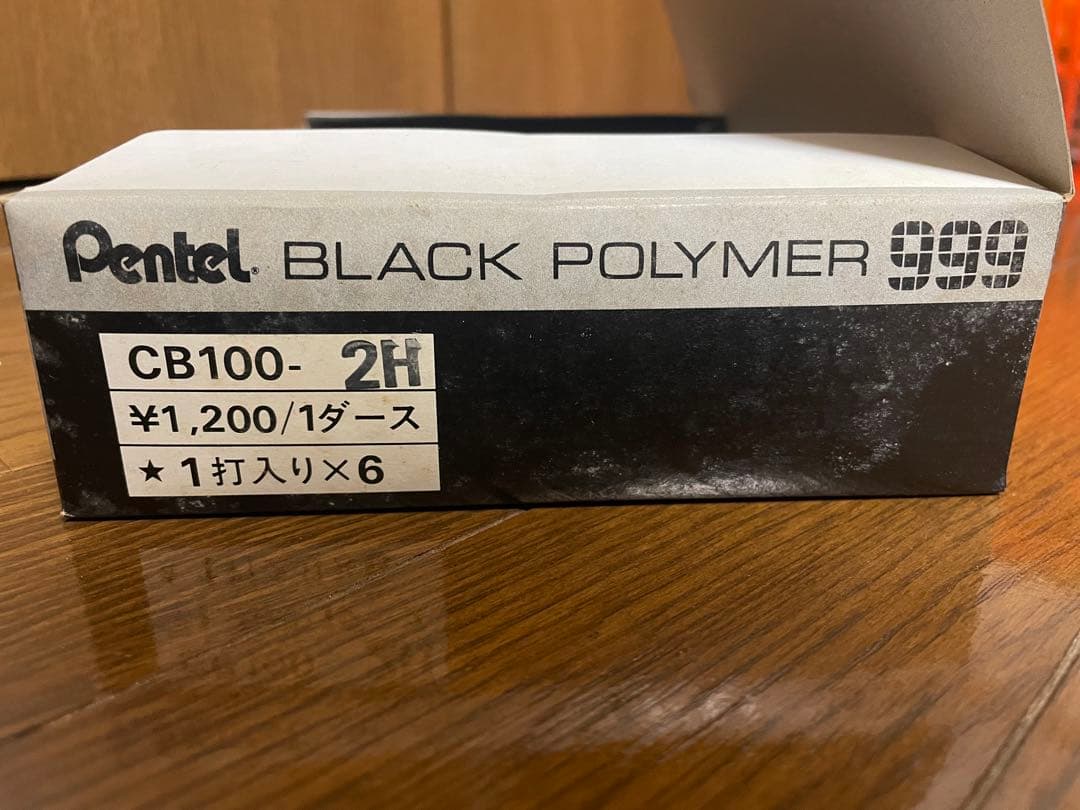 Pentel. BLACK POLYMER 999
CB100- 2H
¥1,200/1ダース
★ 1打入り×6